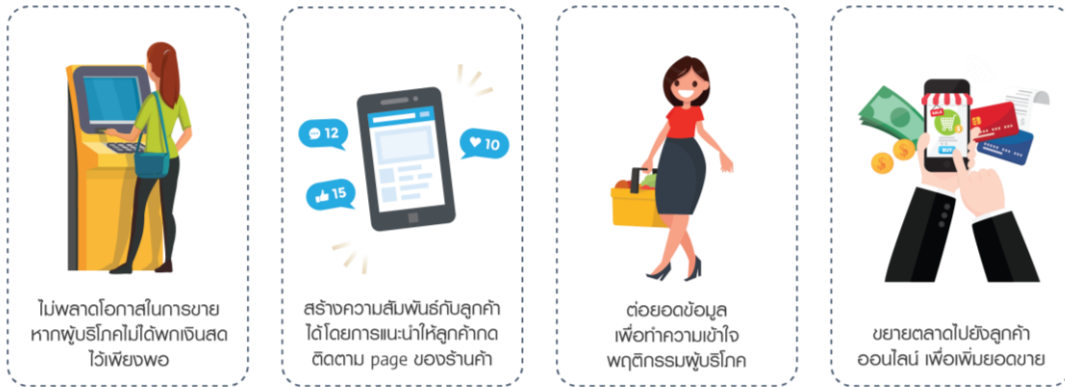 12
10
15
SALE
BUY
ไม่พลาดโอกาสในการขาย
หากผู้บริโภคไม่ได้พกเงินสด
ไว้เพียงพอ
สร้างความสัมพันธ์กับลูกค้า
ได้โดยการแนะนำให้ลูกค้ากด
ติดตาม page ของร้านค้า
ต่อยอดข้อมูล
เพื่อทำความเข้าใจ
พฤติกรรมผู้บริโภค
ขยายตลาดไปยังลูกค้า
ออนไลน์ เพื่อเพิ่มยอดขาย